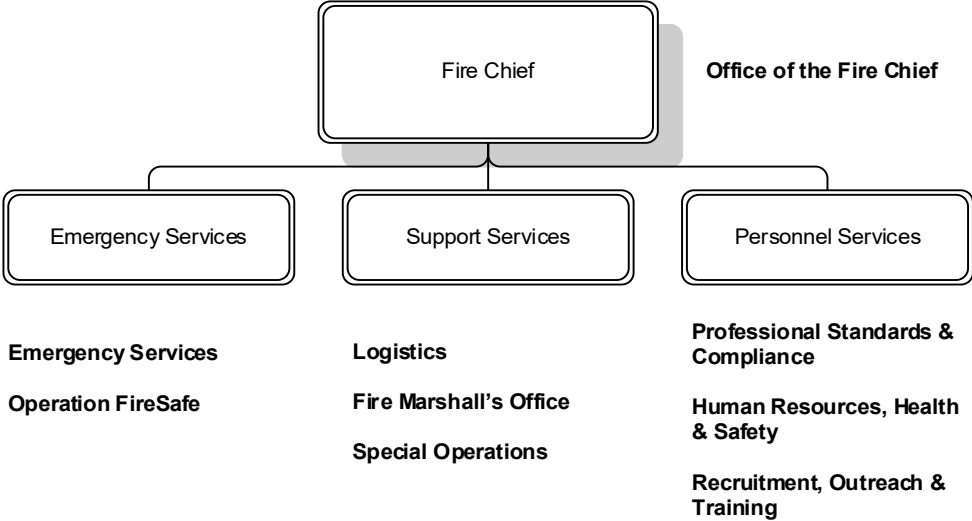 Fire Chief
Office of the Fire Chief
Emergency Services
Support Services
Personnel Services
Emergency Services
Operation FireSafe
Logistics
Fire Marshall's Office
Special Operations
Professional Standards &
Compliance
Human Resources, Health
& Safety
Recruitment, Outreach &
Training